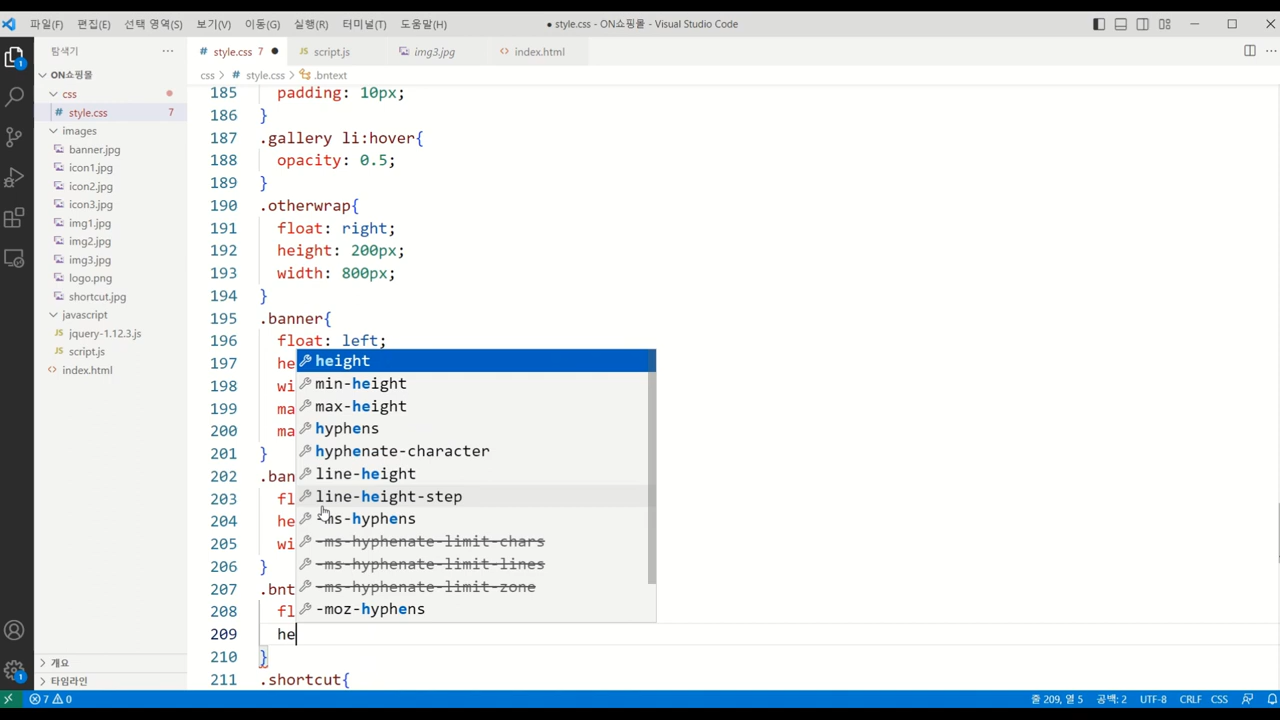 파일(F) 편집(E) 선택 영역(S) 보기(V) 이동(G) 실행(R) 터미널(T) 도움말(H) ● style.css - ON쇼핑몰 - Visual Studio Code
탐색기 ···
# style.css 7 ●
JS script.js
img3.jpg
<> index.html
css > # style.css > .bntext
ON쇼핑몰
css
# style.css 7
images
banner.jpg
icon1.jpg
icon2.jpg
icon3.jpg
img1.jpg
img2.jpg
img3.jpg
logo.png
shortcut.jpg
javascript
JS jquery-1.12.3.js
JS script.js
<> index.html
개요
타임라인
185 padding: 10px;
186 }
187 .gallery li:hover{
188 opacity: 0.5;
189 }
190 .otherwrap{
191 float: right;
192 height: 200px;
193 width: 800px;
194 }
195 .banner{
196 float: left;
197 he
198 wi
199 ma
200 ma
201 }
202 .ban
203 fl
204 he
205 wi
206 }
207 .bnt
208 fl
209 he
210 }
211 .shortcut{
height
min-height
max-height
hyphens
hyphenate-character
line-height
line-height-step
-ms-hyphens
-ms-hyphenate-limit-chars
-ms-hyphenate-limit-lines
-ms-hyphenate-limit-zone
-moz-hyphens
7 0 줄 209, 열 5 공백: 2 UTF-8 CRLF CSS